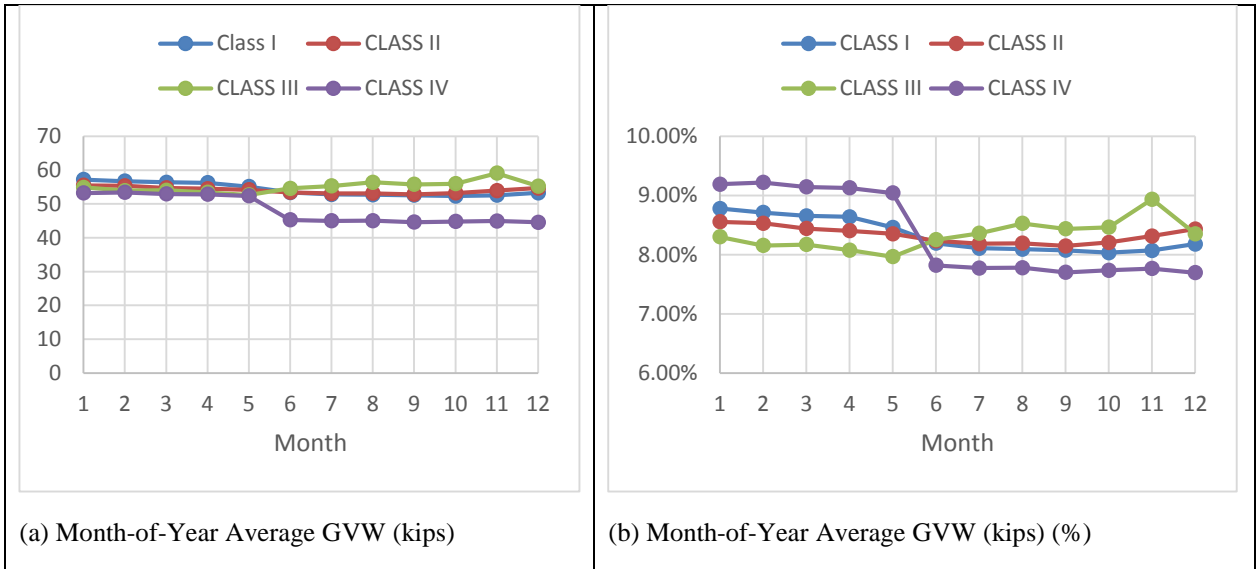 Class I CLASS II
CLASS III CLASS IV
70
60
50
40
30
20
10
0
1 2 3 4 5 6 7 8 9 10 11 12
Month
(a) Month-of-Year Average GVW (kips)
CLASS I CLASS II
CLASS III CLASS IV
10.00%
9.00%
8.00%
7.00%
6.00%
1 2 3 4 5 6 7 8 9 10 11 12
Month
(b) Month-of-Year Average GVW (kips) (%)